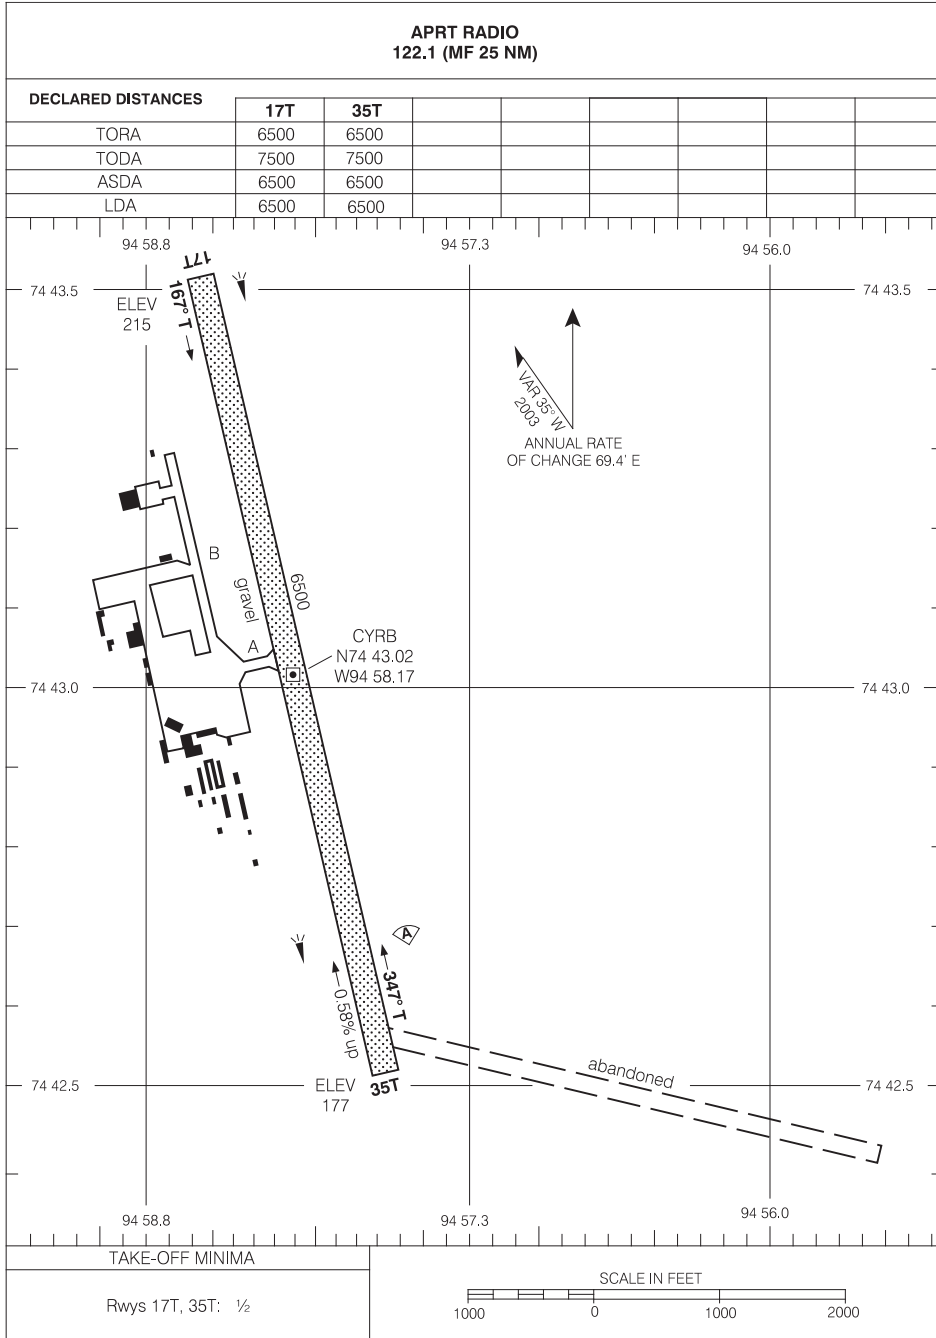 APRT RADIO
122.1 (MF 25 NM)
DECLARED DISTANCES
17T 35T
TORA 6500 6500
TODA 7500 7500
ASDA 6500 6500
LDA 6500 6500
94 58.8 94 57.3 94 56.0
17T
74 43.5 74 43.5
167° T
ELEV
215
VAR 35° W
2003
ANNUAL RATE
OF CHANGE 69.4' E
B
gravel
6500
A
CYRB
N74 43.02
W94 58.17
74 43.0 74 43.0
A
347° T
0.58% up
abandoned
ELEV
177
35T
74 42.5 74 42.5
94 58.8 94 57.3 94 56.0
TAKE-OFF MINIMA
Rwys 17T, 35T: ½
SCALE IN FEET
1000 0 1000 2000